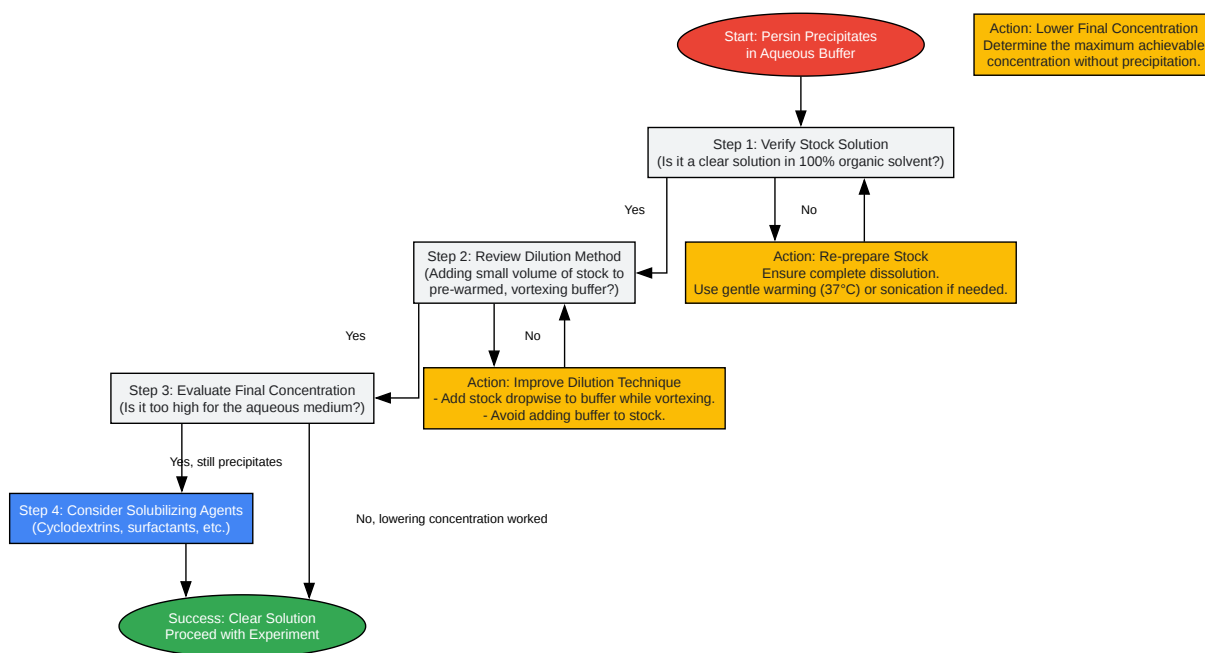 Start: Persin Precipitates
in Aqueous Buffer
Action: Lower Final Concentration
Determine the maximum achievable
concentration without precipitation.
Step 1: Verify Stock Solution
(Is it a clear solution in 100% organic solvent?)
Yes
No
Step 2: Review Dilution Method
(Adding small volume of stock to
pre-warmed, vortexing buffer?)
Action: Re-prepare Stock
Ensure complete dissolution.
Use gentle warming (37°C) or sonication if needed.
Yes
No
Step 3: Evaluate Final Concentration
(Is it too high for the aqueous medium?)
Action: Improve Dilution Technique
- Add stock dropwise to buffer while vortexing.
- Avoid adding buffer to stock.
Yes, still precipitates
Step 4: Consider Solubilizing Agents
(Cyclodextrins, surfactants, etc.)
No, lowering concentration worked
Success: Clear Solution
Proceed with Experiment